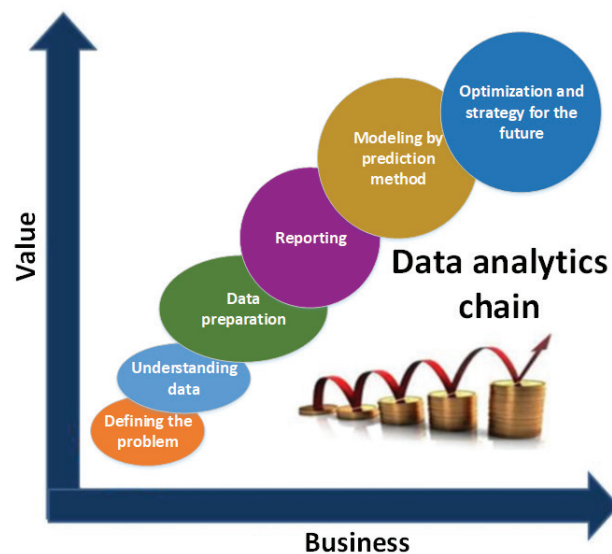 Optimization and
strategy for the
future
Modeling by
prediction
method
Reporting
Data analytics
chain
Data
preparation
Understanding
data
Defining the
problem
Value
Business